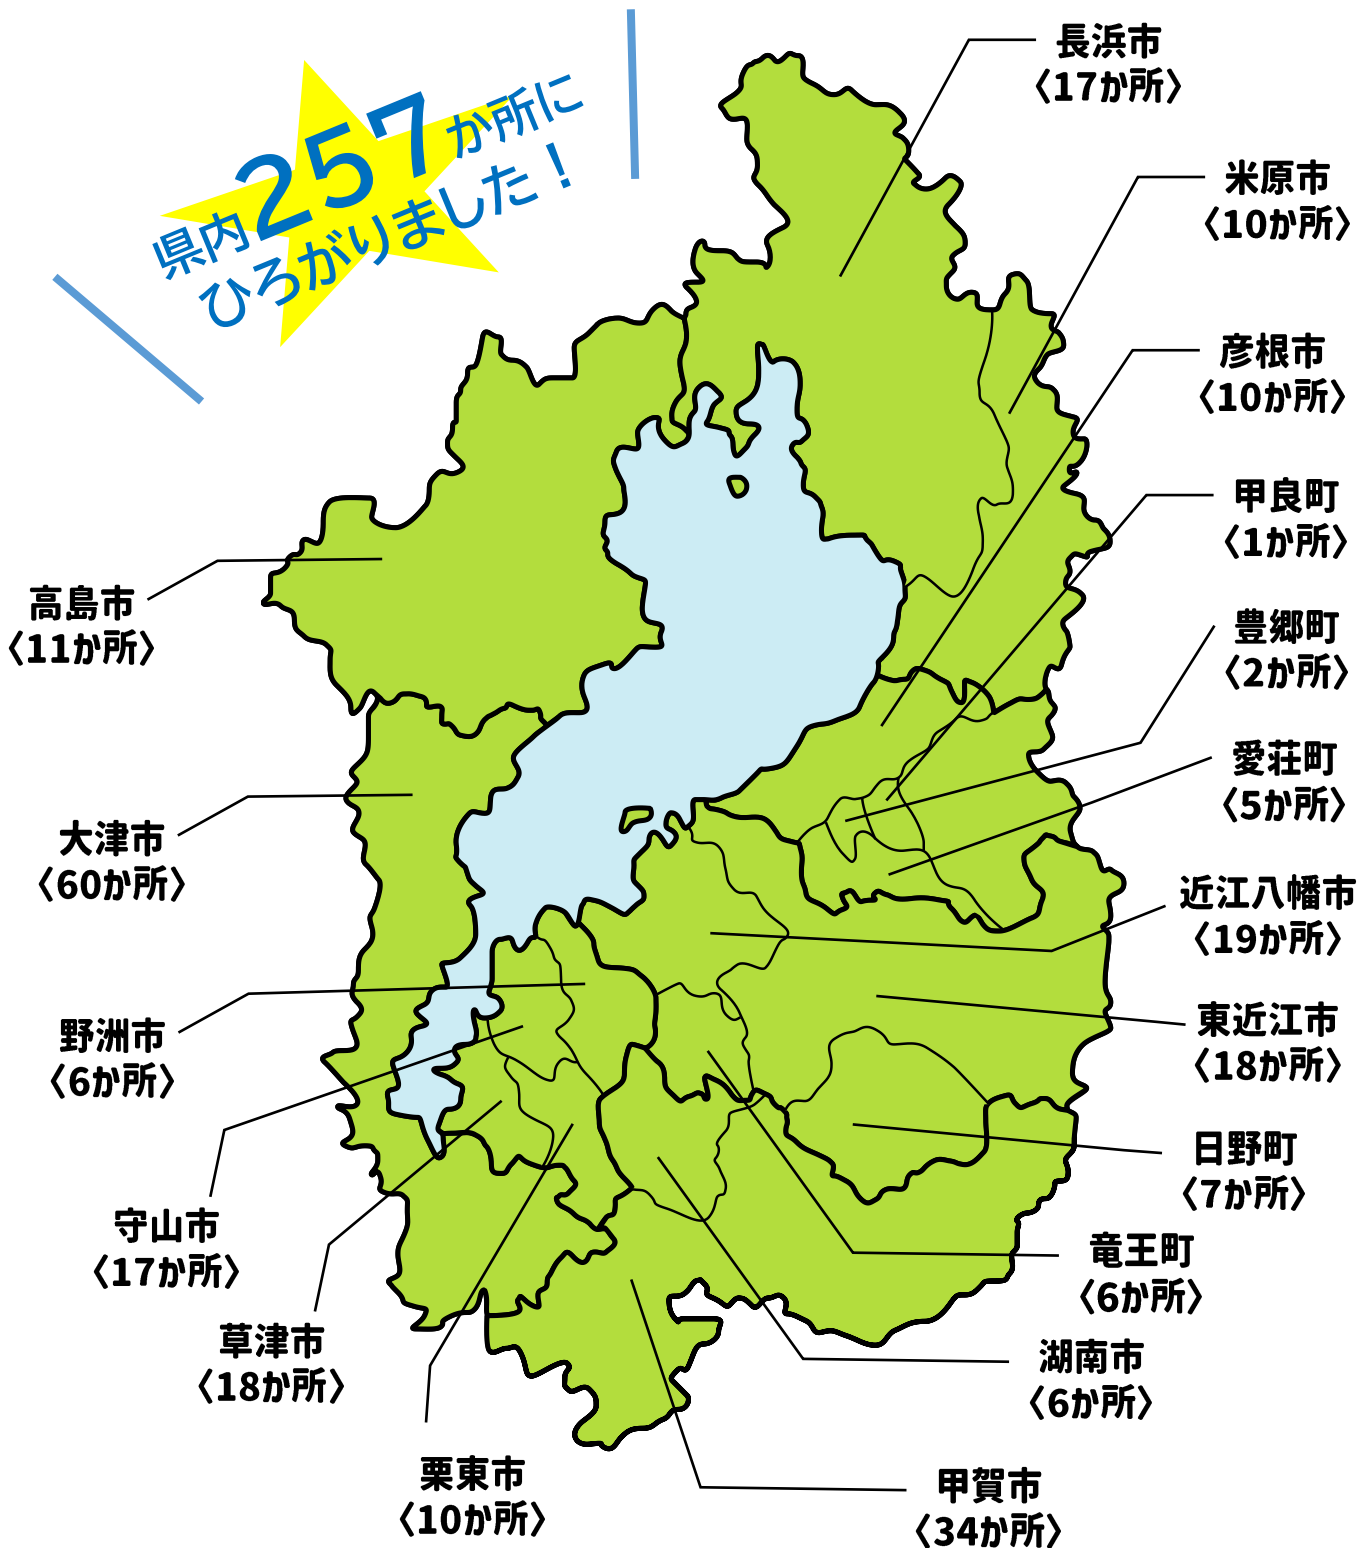 県内257か所に
ひろがりました！
長浜市
〈17か所〉
米原市
〈10か所〉
彦根市
〈10か所〉
甲良町
〈1か所〉
豊郷町
〈2か所〉
愛荘町
〈5か所〉
近江八幡市
〈19か所〉
東近江市
〈18か所〉
日野町
〈7か所〉
竜王町
〈6か所〉
湖南市
〈6か所〉
甲賀市
〈34か所〉
高島市
〈11か所〉
大津市
〈60か所〉
野洲市
〈6か所〉
守山市
〈17か所〉
草津市
〈18か所〉
栗東市
〈10か所〉